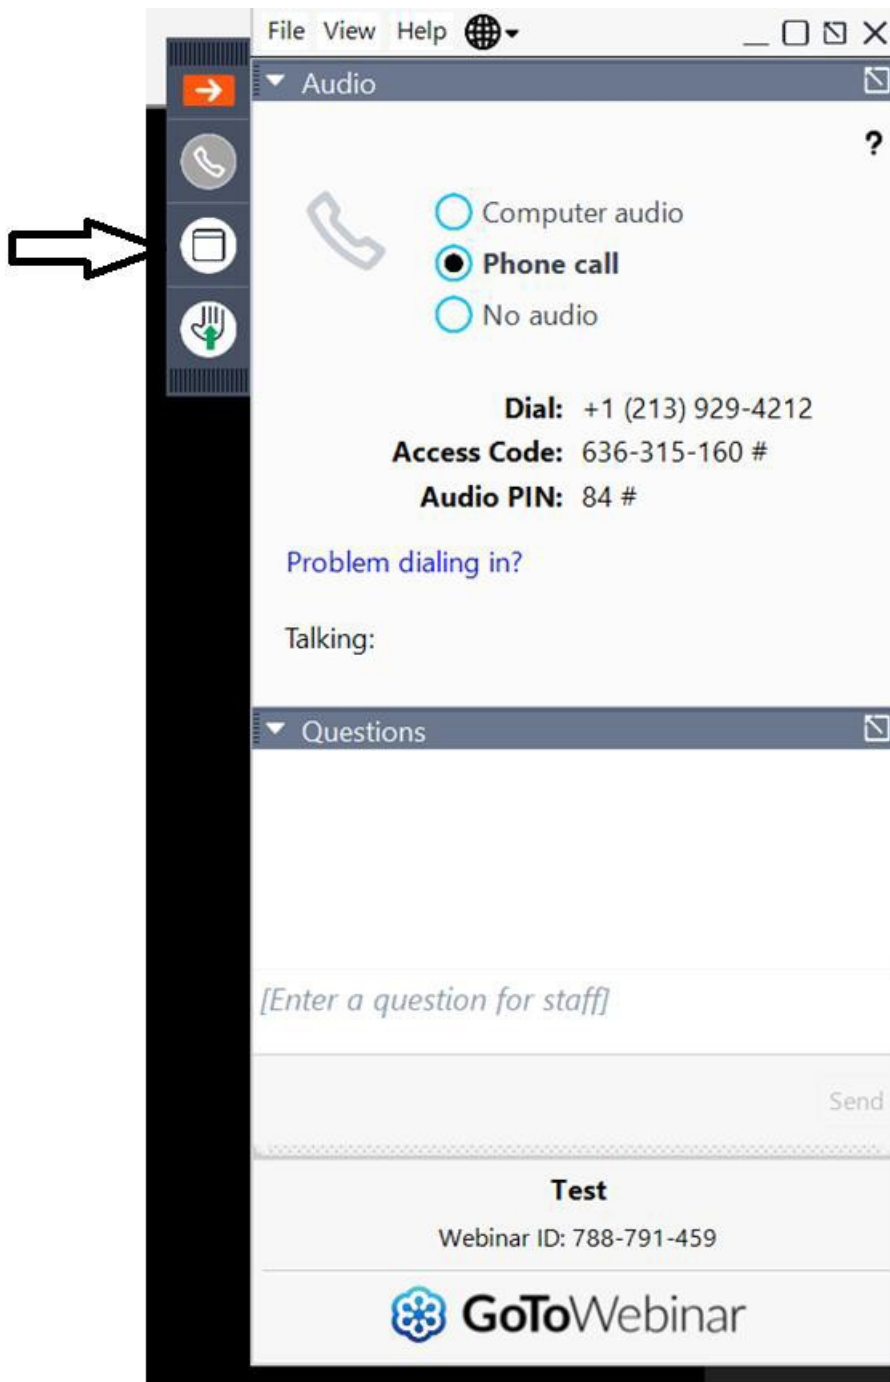 File View Help
Audio
?
Computer audio
Phone call
No audio
Dial: +1 (213) 929-4212
Access Code: 636-315-160 #
Audio PIN: 84 #
Problem dialing in?
Talking:
Questions
[Enter a question for staff]
Send
Test
Webinar ID: 788-791-459
GoToWebinar